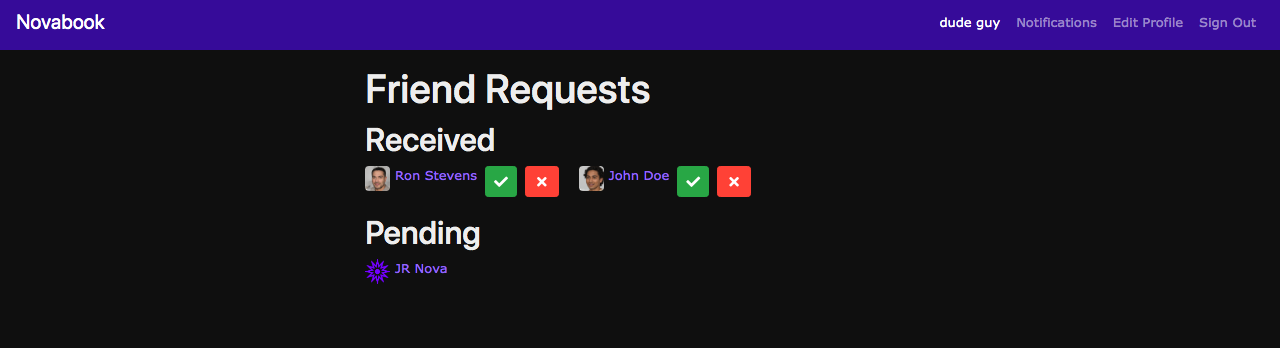 Novabook dude guy Notifications Edit Profile Sign Out
Friend Requests
Received
Ron Stevens John Doe
Pending
JR Nova